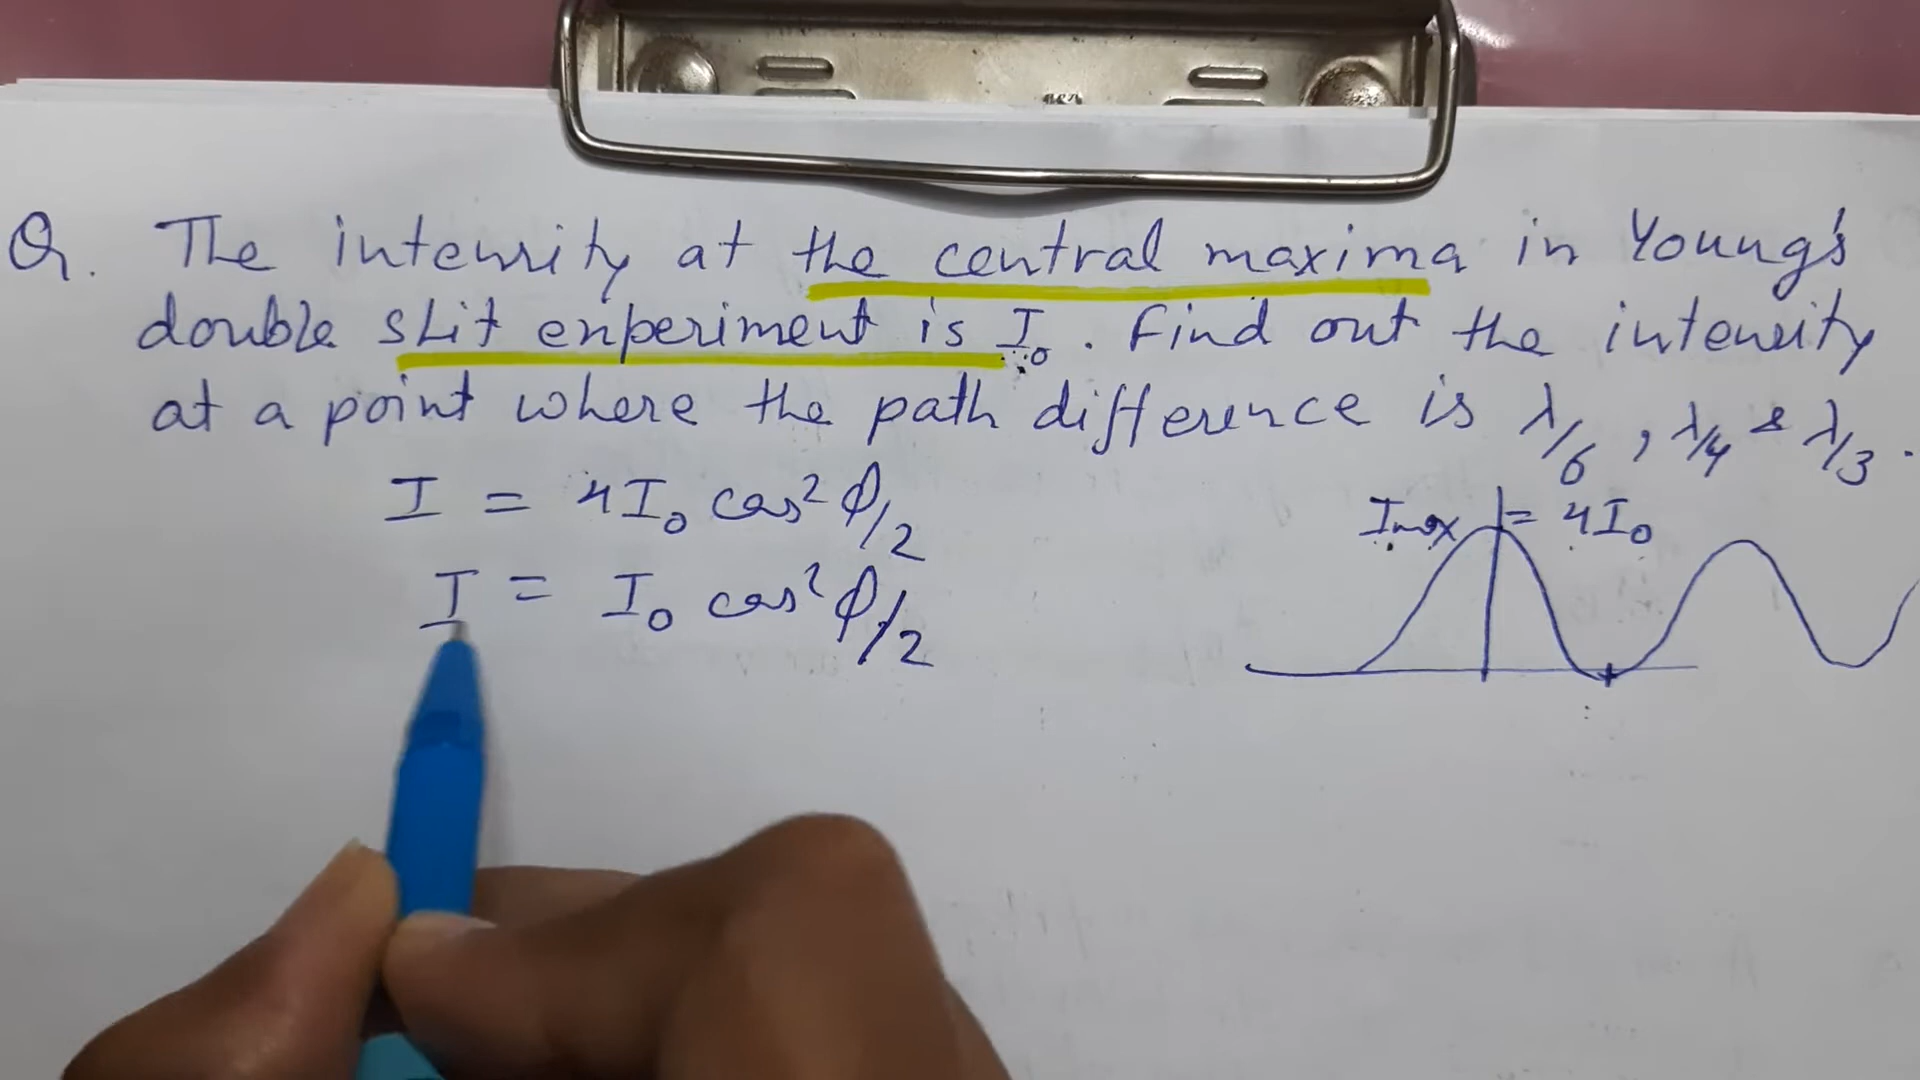 Q. The intensity at the central maxima in Young's
double slit experiment is I₀. Find out the intensity
at a point where the path difference is λ/6, λ/4 & λ/3.
I = 4I₀ cos² φ/2
Imax = 4I₀
I = I₀ cos² φ/2